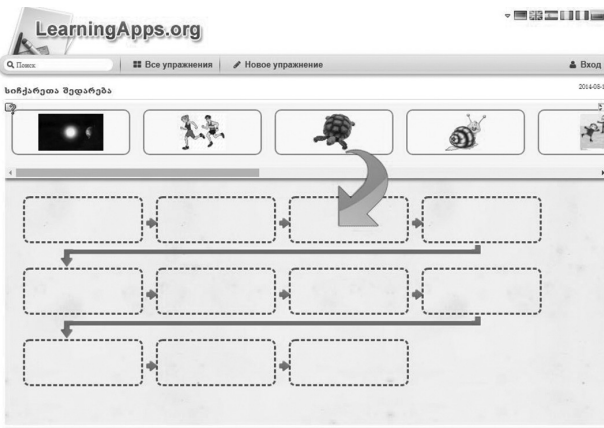 LearningApps.org
Поиск
Все упражнения
Новое упражнение
Вход
სიჩქარეთა შედარება